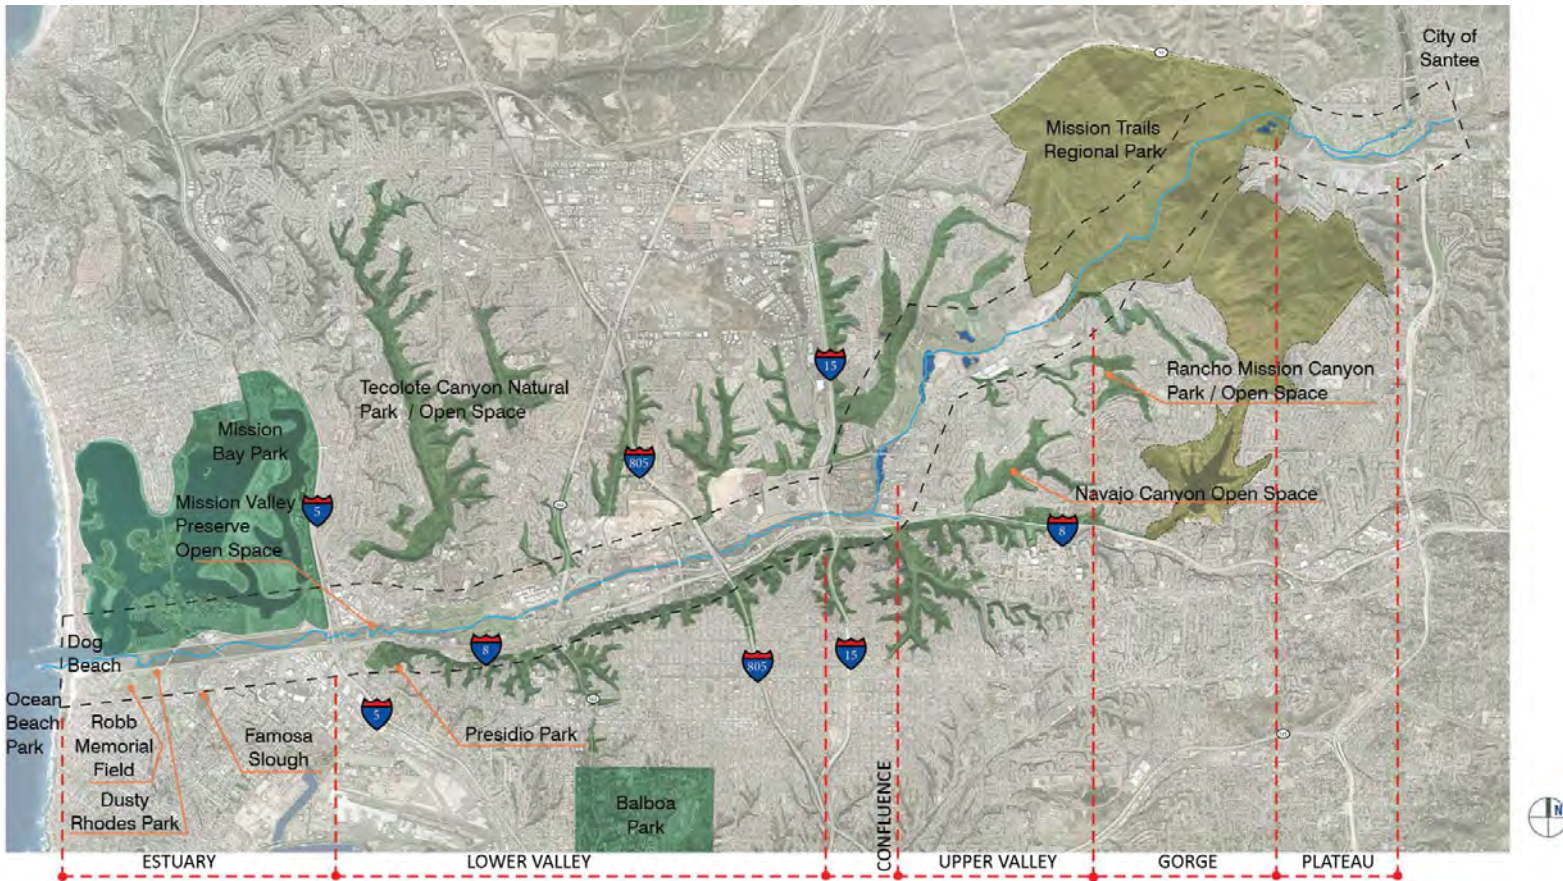 City of
Santee
Mission Trails
Regional Park
15
Rancho Mission Canyon
Park / Open Space
Tecolote Canyon Natural
Park / Open Space
Mission
Bay Park
805
Mission Valley
Preserve
Open Space
5
Navajo Canyon Open Space
8
Dog
Beach
8
805
15
Ocean
Beach
Park
Robb
Memorial
Field
Famosa
Slough
5
Presidio Park
Dusty
Rhodes Park
Balboa
Park
N
ESTUARY
LOWER VALLEY
CONFLUENCE
UPPER VALLEY
GORGE
PLATEAU